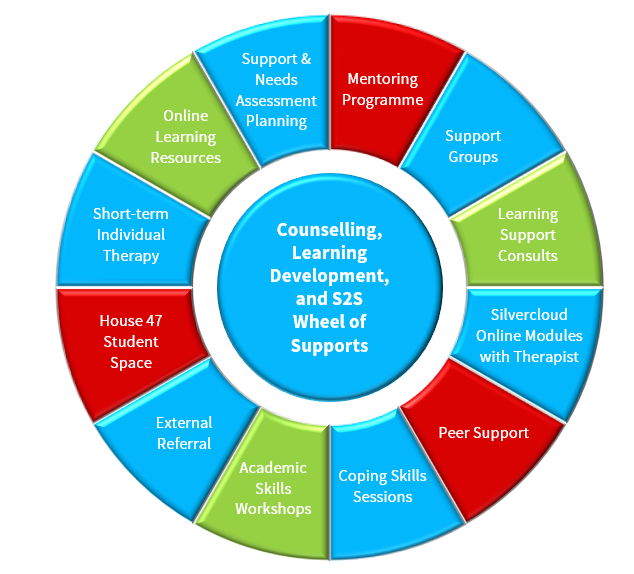 Support &
Needs
Assessment
Planning
Mentoring
Programme
Support
Groups
Learning
Support
Consults
Silvercloud
Online Modules
with Therapist
Peer Support
Coping Skills
Sessions
Academic
Skills
Workshops
External
Referral
House 47
Student
Space
Short-term
Individual
Therapy
Online
Learning
Resources
Counselling,
Learning
Development,
and S2S
Wheel of
Supports